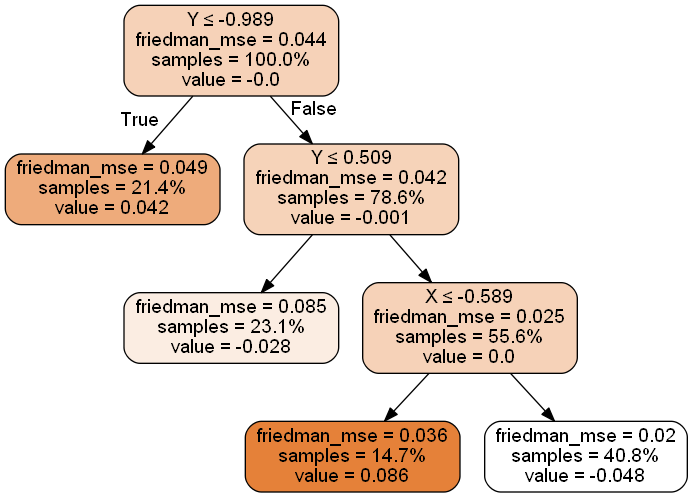 Y ≤ -0.989
friedman_mse = 0.044
samples = 100.0%
value = -0.0
True
False
friedman_mse = 0.049
samples = 21.4%
value = 0.042
Y ≤ 0.509
friedman_mse = 0.042
samples = 78.6%
value = -0.001
friedman_mse = 0.085
samples = 23.1%
value = -0.028
X ≤ -0.589
friedman_mse = 0.025
samples = 55.6%
value = 0.0
friedman_mse = 0.036
samples = 14.7%
value = 0.086
friedman_mse = 0.02
samples = 40.8%
value = -0.048